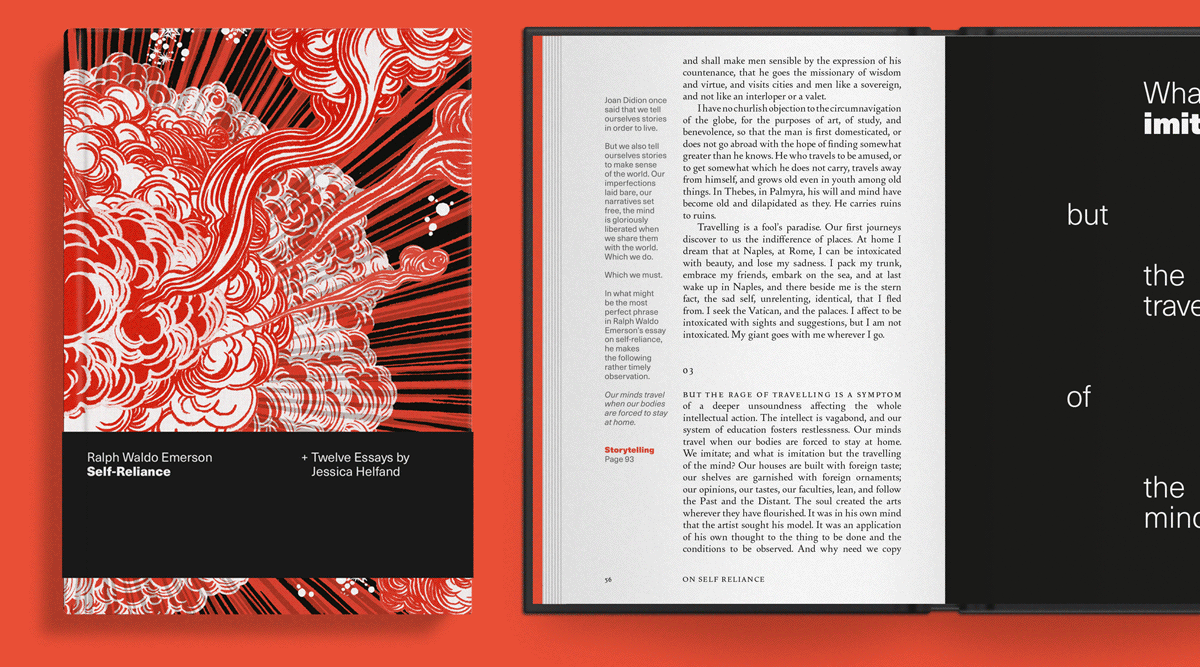 Ralph Waldo Emerson
Self-Reliance
+ Twelve Essays by
Jessica Helfand
Joan Didion once
said that we tell
ourselves stories
in order to live.
But we also tell
ourselves stories
to make sense
of the world. Our
imperfections
laid bare, our
narratives set
free, the mind
is gloriously
liberated when
we share them
with the world.
Which we do.
Which we must.
In what might
be the most
perfect phrase
in Ralph Waldo
Emerson's essay
on self-reliance,
he makes
the following
rather timely
observation.
Our minds travel
when our bodies
are forced to stay
at home.
Storytelling
Page 93
and shall make men sensible by the expression of his
countenance, that he goes the missionary of wisdom
and virtue, and visits cities and men like a sovereign,
and not like an interloper or a valet.
I have no churlish objection to the circumnavigation
of the globe, for the purposes of art, of study, and
benevolence, so that the man is first domesticated, or
does not go abroad with the hope of finding somewhat
greater than he knows. He who travels to be amused, or
to get somewhat which he does not carry, travels away
from himself, and grows old even in youth among old
things. In Thebes, in Palmyra, his will and mind have
become old and dilapidated as they. He carries ruins
to ruins.
Travelling is a fool's paradise. Our first journeys
discover to us the indifference of places. At home I
dream that at Naples, at Rome, I can be intoxicated
with beauty, and lose my sadness. I pack my trunk,
embrace my friends, embark on the sea, and at last
wake up in Naples, and there beside me is the stern
fact, the sad self, unrelenting, identical, that I fled
from. I seek the Vatican, and the palaces. I affect to be
intoxicated with sights and suggestions, but I am not
intoxicated. My giant goes with me wherever I go.
03
BUT THE RAGE OF TRAVELLING IS A SYMPTOM
of a deeper unsoundness affecting the whole
intellectual action. The intellect is vagabond, and our
system of education fosters restlessness. Our minds
travel when our bodies are forced to stay at home.
We imitate; and what is imitation but the travelling
of the mind? Our houses are built with foreign taste;
our shelves are garnished with foreign ornaments;
our opinions, our tastes, our faculties, lean, and follow
the Past and the Distant. The soul created the arts
wherever they have flourished. It was in his own mind
that the artist sought his model. It was an application
of his own thought to the thing to be done and the
conditions to be observed. And why need we copy
56
ON SELF RELIANCE
Wha
imit
but
the
trave
of
the
mind